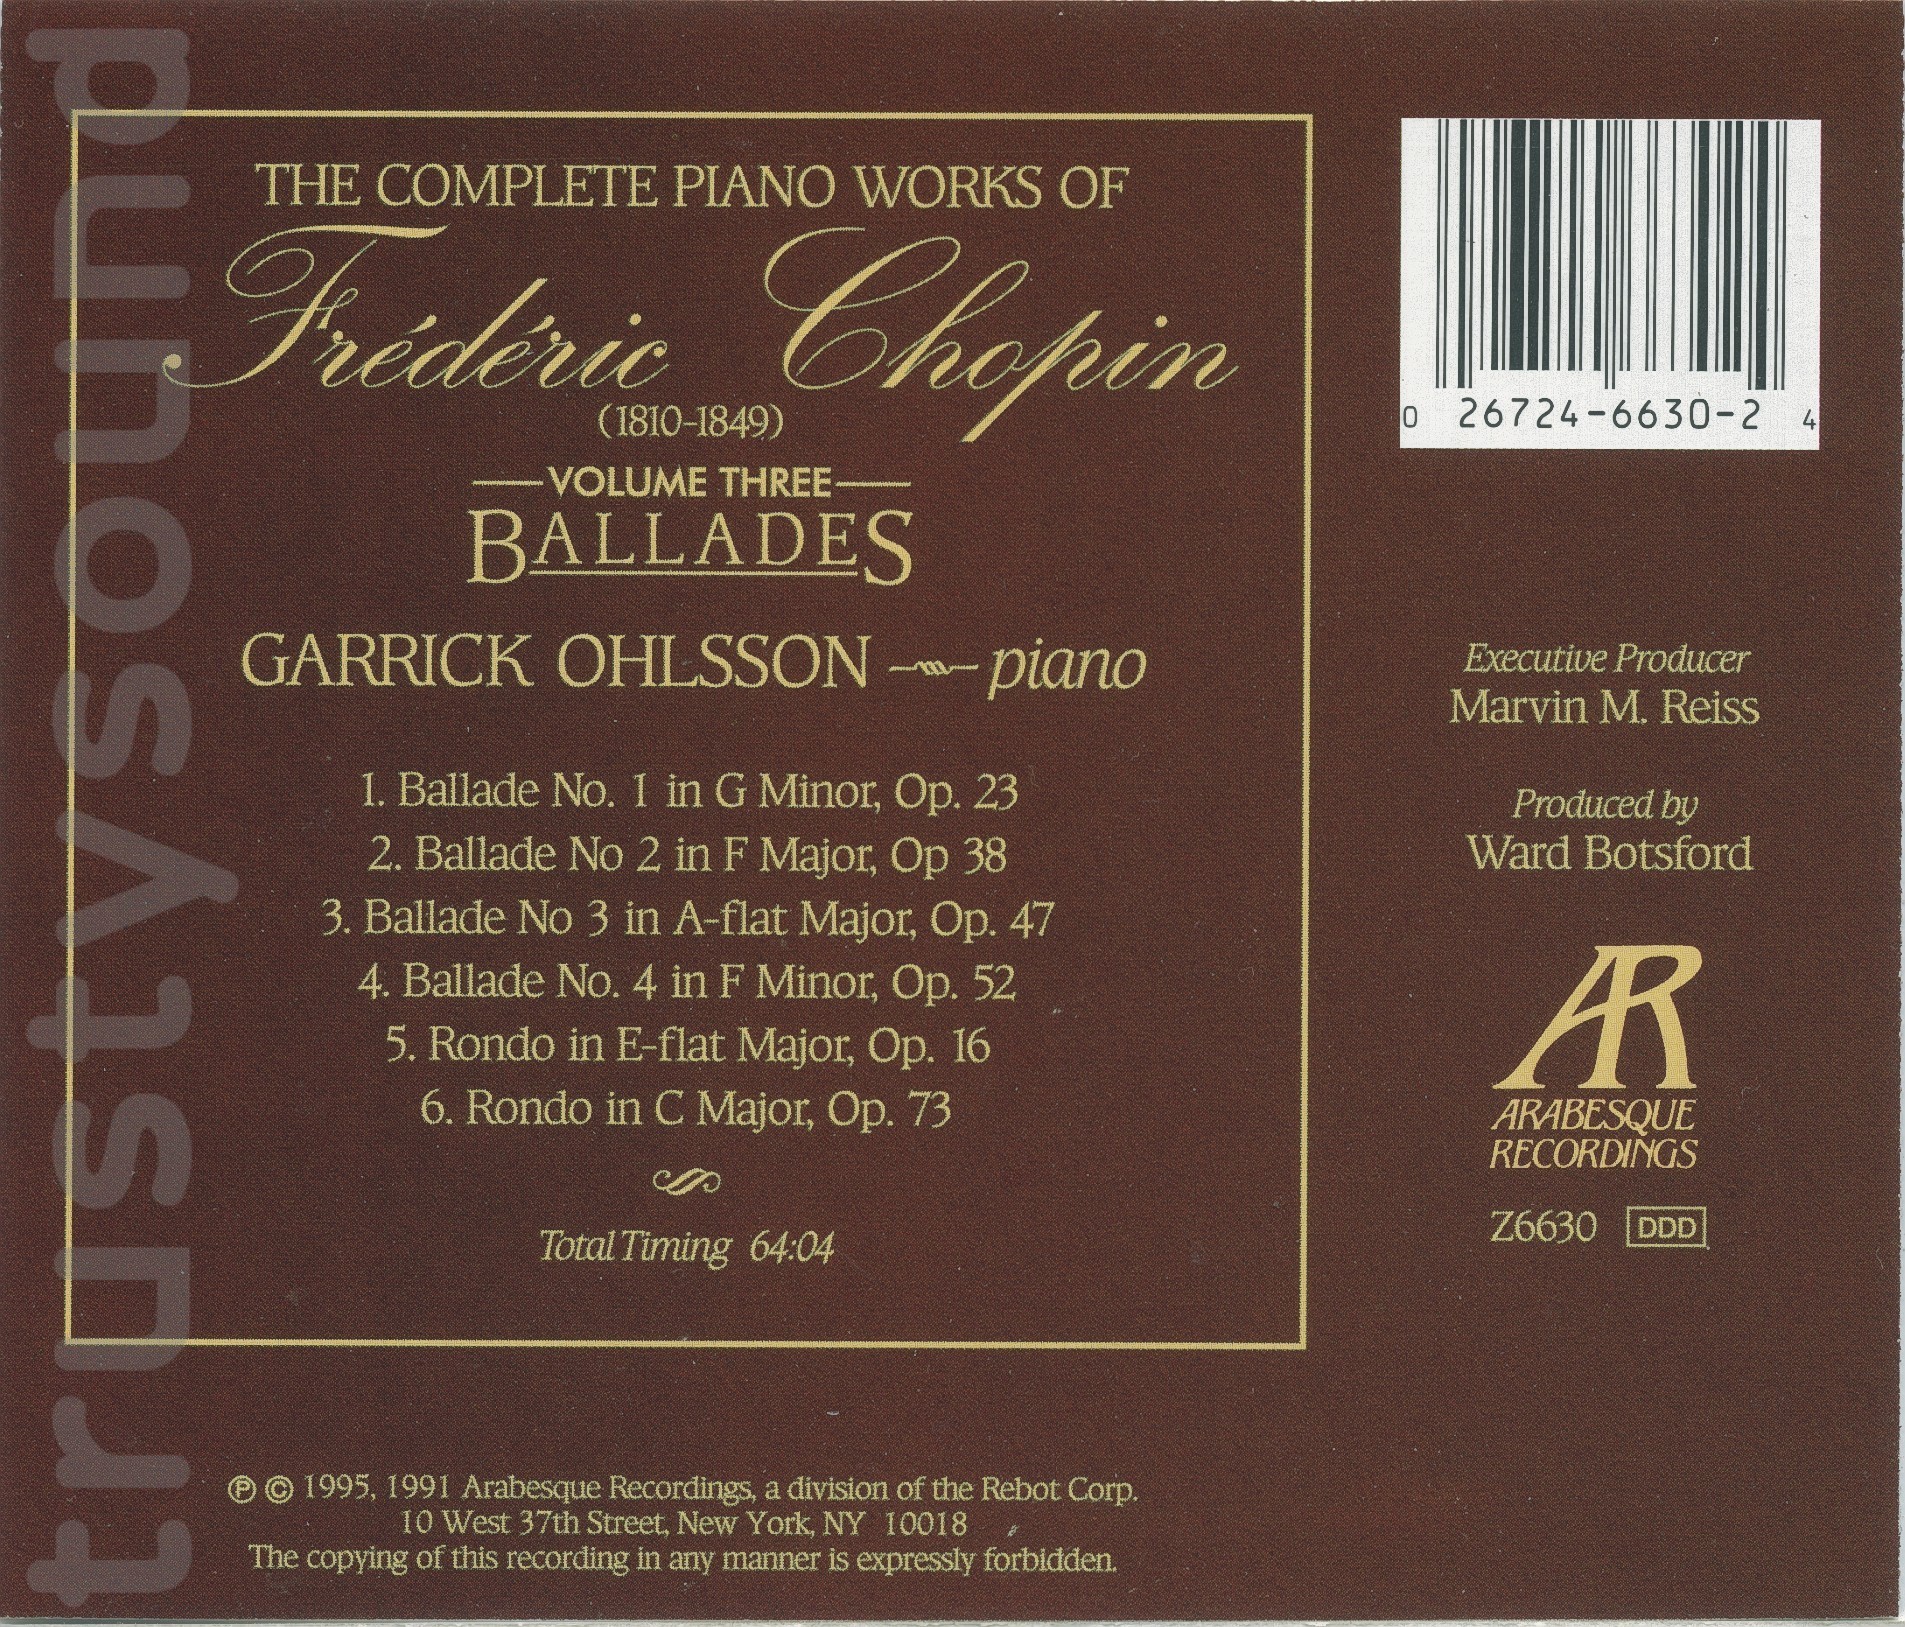 trustysound
THE COMPLETE PIANO WORKS OF
Frédéric Chopin
(1810-1849)
VOLUME THREE
BALLADES
GARRICK OHLSSON piano
1. Ballade No. 1 in G Minor, Op. 23
2. Ballade No 2 in F Major, Op 38
3. Ballade No 3 in A-flat Major, Op. 47
4. Ballade No. 4 in F Minor, Op. 52
5. Rondo in E-flat Major, Op. 16
6. Rondo in C Major, Op. 73
Total Timing 64:04
℗ © 1995, 1991 Arabesque Recordings, a division of the Rebot Corp.
10 West 37th Street, New York, NY 10018
The copying of this recording in any manner is expressly forbidden.
0 26724-6630-2 4
Executive Producer
Marvin M. Reiss
Produced by
Ward Botsford
AR
ARABESQUE
RECORDINGS
Z6630 DDD